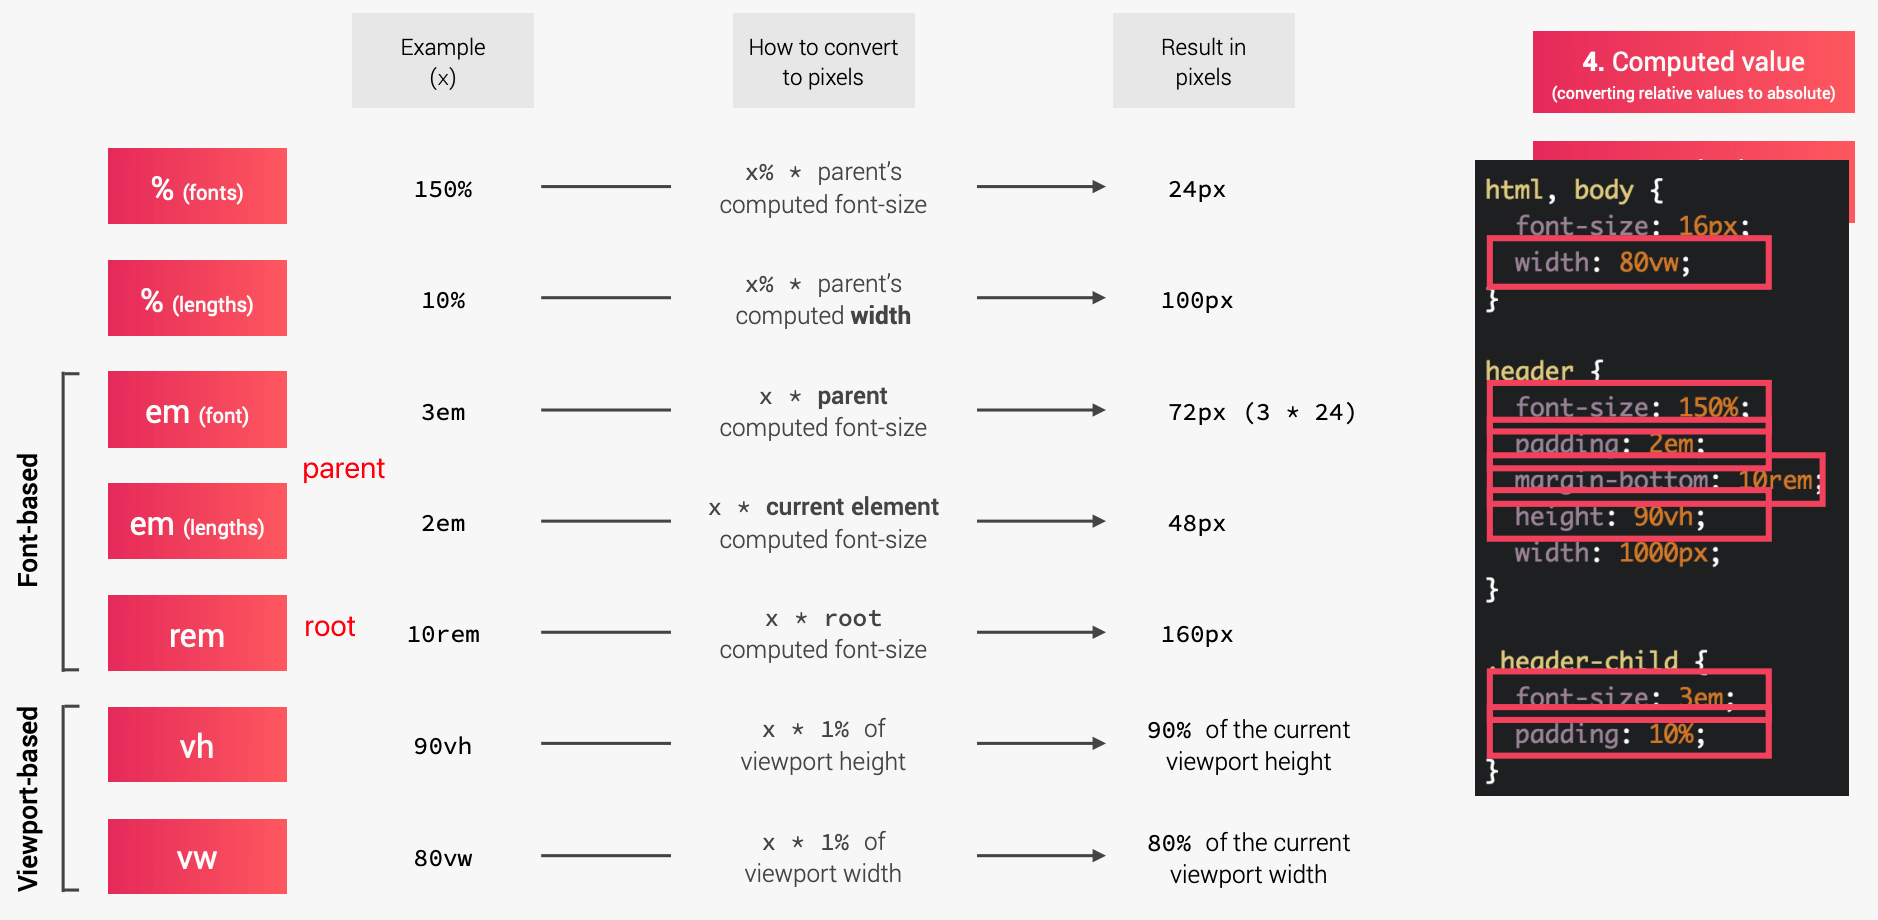 Example
(x)
How to convert
to pixels
Result in
pixels
4. Computed value
(converting relative values to absolute)
% (fonts)
150%
x% * parent's
computed font-size
24px
% (lengths)
10%
x% * parent's
computed width
100px
Font-based
em (font)
3em
x * parent
computed font-size
72px (3 * 24)
parent
em (lengths)
2em
x * current element
computed font-size
48px
rem
root
10rem
x * root
computed font-size
160px
Viewport-based
vh
90vh
x * 1% of
viewport height
90% of the current
viewport height
vw
80vw
x * 1% of
viewport width
80% of the current
viewport width
html, body {
font-size: 16px;
width: 80vw;
}
header {
font-size: 150%;
padding: 2em;
margin-bottom: 10rem;
height: 90vh;
width: 1000px;
}
.header-child {
font-size: 3em;
padding: 10%;
}